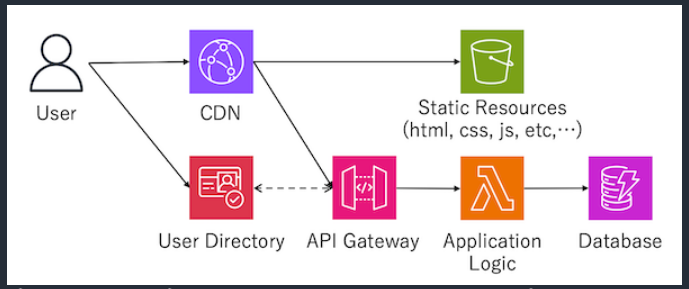 User
CDN
Static Resources
(html, css, js, etc,…)
User Directory
API Gateway
Application
Logic
Database